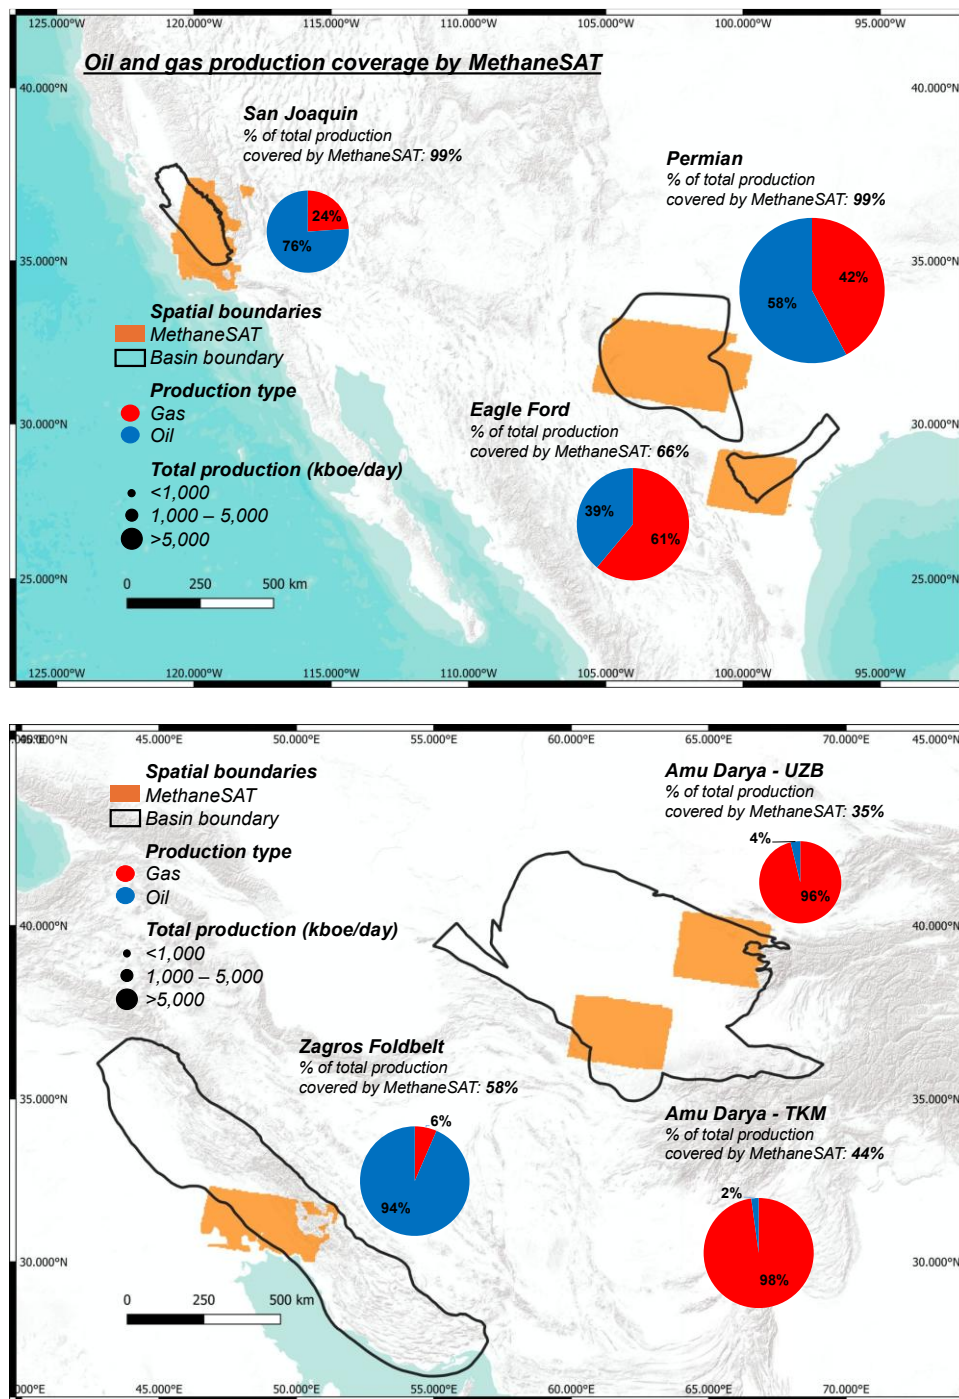 125.000°W 120.000°W 115.000°W 110.000°W 105.000°W 100.000°W 95.000°W
Oil and gas production coverage by MethaneSAT
40.000°N 40.000°N
San Joaquin
% of total production
covered by MethaneSAT: 99%
24%
76%
Permian
% of total production
covered by MethaneSAT: 99%
42%
58%
35.000°N 35.000°N
Spatial boundaries
MethaneSAT
Basin boundary
Production type
Gas
Oil
Total production (kboe/day)
<1,000
1,000 – 5,000
>5,000
Eagle Ford
% of total production
covered by MethaneSAT: 66%
39%
61%
30.000°N 30.000°N
25.000°N 25.000°N
0 250 500 km
125.000°W 120.000°W 115.000°W 110.000°W 105.000°W 100.000°W 95.000°W
45.000°N 45.000°E 50.000°E 55.000°E 60.000°E 65.000°E 70.000°E 45.000°N
Spatial boundaries
MethaneSAT
Basin boundary
Production type
Gas
Oil
Total production (kboe/day)
<1,000
1,000 – 5,000
>5,000
Amu Darya - UZB
% of total production
covered by MethaneSAT: 35%
4%
96%
40.000°N 40.000°N
Zagros Foldbelt
% of total production
covered by MethaneSAT: 58%
6%
94%
35.000°N 35.000°N
Amu Darya - TKM
% of total production
covered by MethaneSAT: 44%
2%
98%
30.000°N 30.000°N
0 250 500 km
000°E 45.000°E 50.000°E 55.000°E 60.000°E 65.000°E 70.000°E